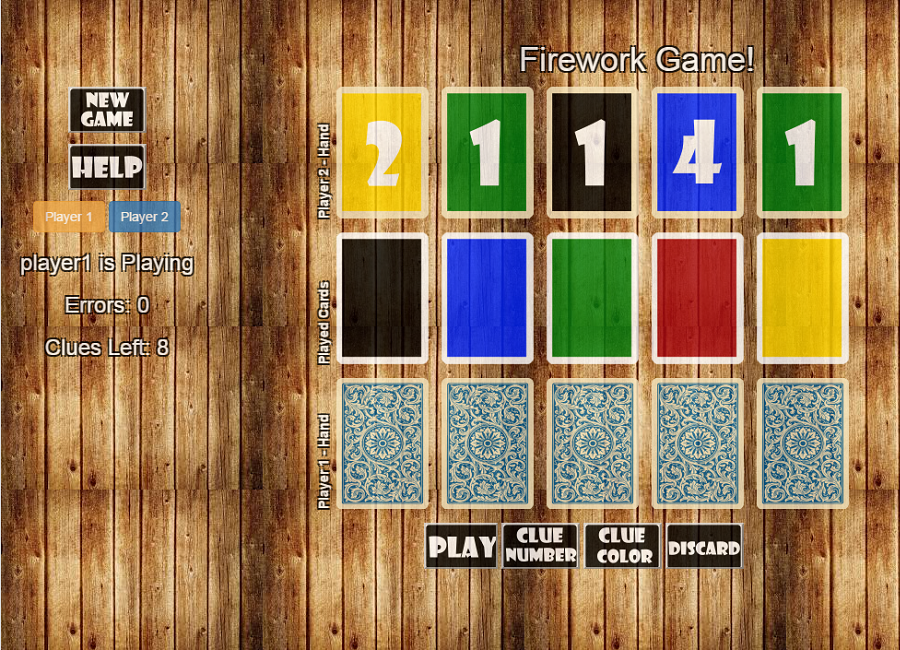 Firework Game!
NEW
GAME
HELP
Player 1 Player 2
player1 is Playing
Errors: 0
Clues Left: 8
Player 2 - Hand
2 1 1 4 1
Played Cards
Player 1 - Hand
PLAY
CLUE
NUMBER
CLUE
COLOR
DISCARD